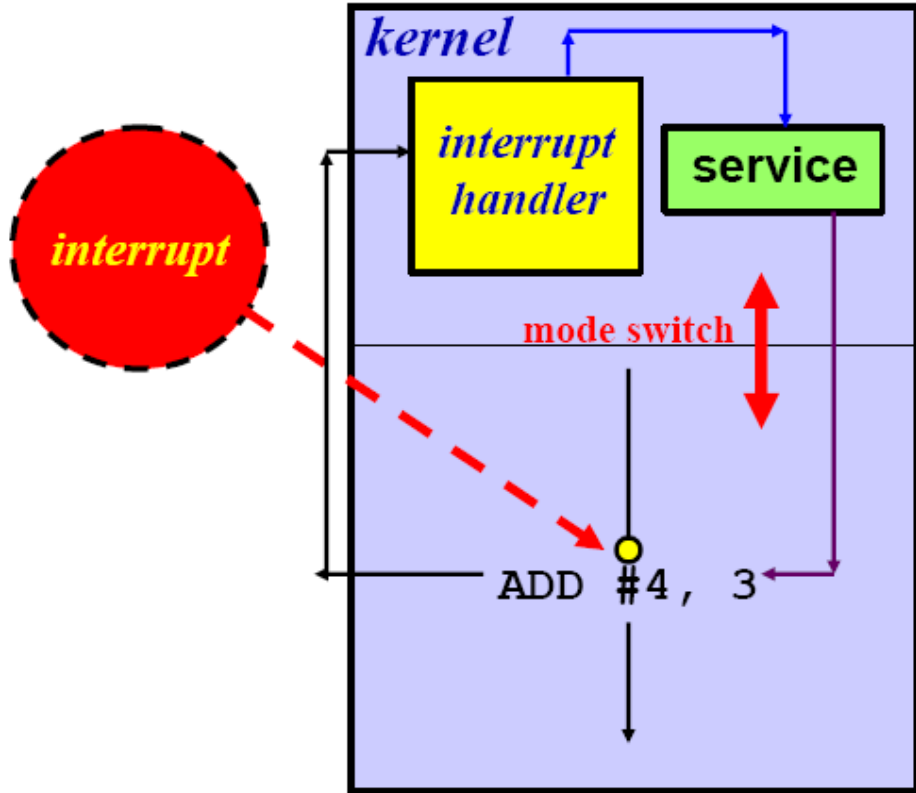 kernel
interrupt
handler
service
interrupt
mode switch
ADD #4, 3